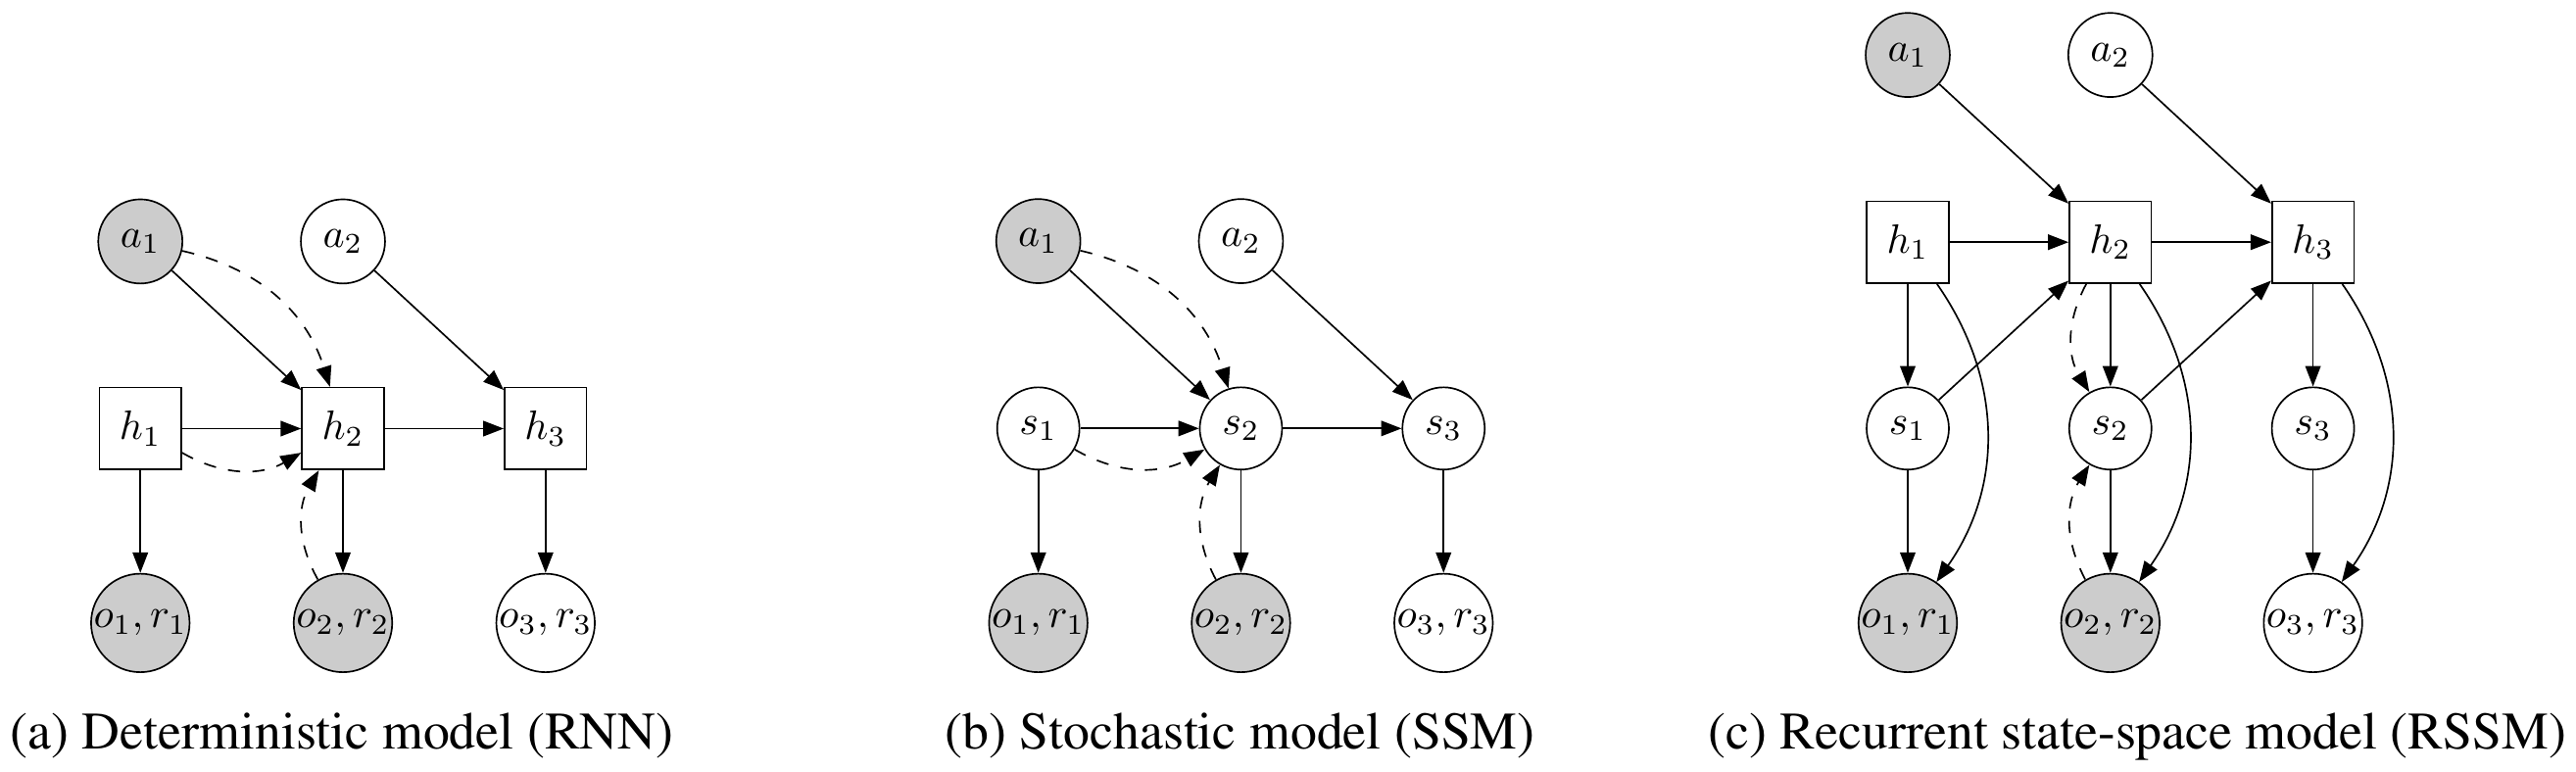 a₁ a₂
h₁ h₂ h₃
o₁, r₁ o₂, r₂ o₃, r₃
(a) Deterministic model (RNN)
a₁ a₂
s₁ s₂ s₃
o₁, r₁ o₂, r₂ o₃, r₃
(b) Stochastic model (SSM)
a₁ a₂
h₁ h₂ h₃
s₁ s₂ s₃
o₁, r₁ o₂, r₂ o₃, r₃
(c) Recurrent state-space model (RSSM)